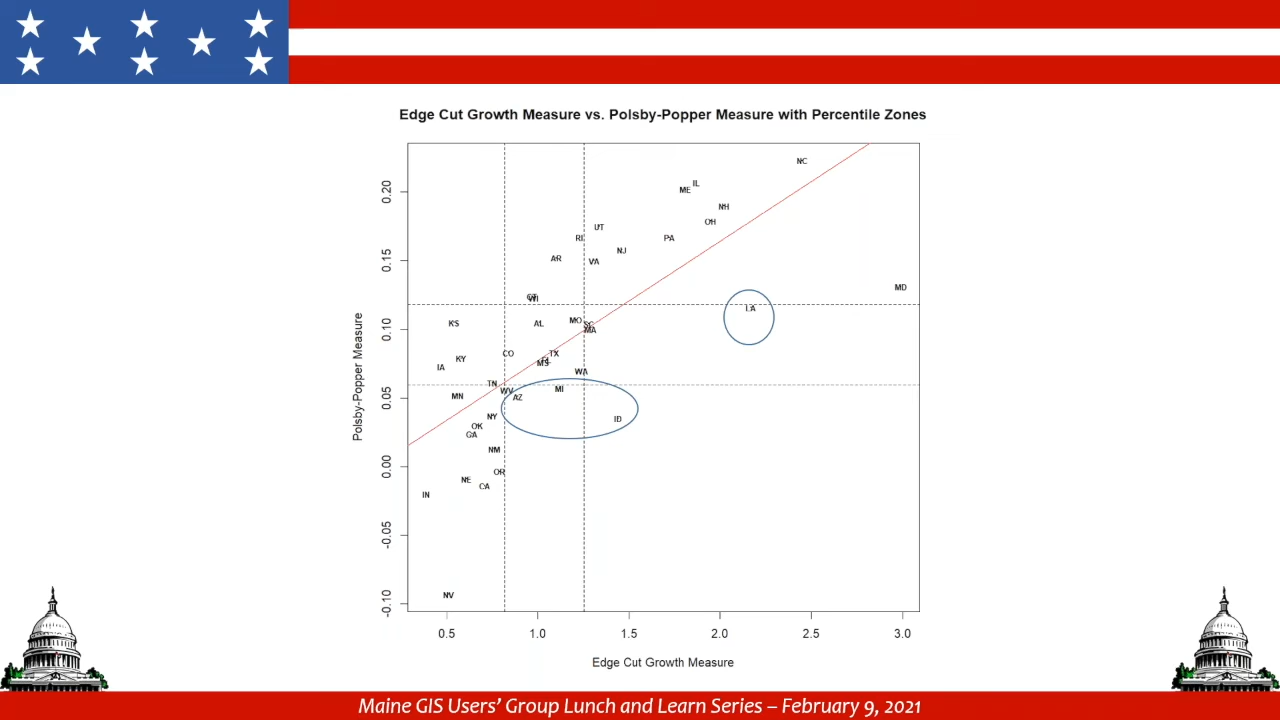 Edge Cut Growth Measure vs. Polsby-Popper Measure with Percentile Zones
NC
IL
ME
0.20
NH
OH
UT
RI
PA
NJ
0.15
AR
VA
MD
WI
LA
KS
AL
MO
0.10
MA
CO
TX
KY
MS
IA
WA
TN
WV
MI
0.05
MN
AZ
NY
ID
OK
GA
NM
0.00
OR
NE
CA
IN
-0.05
NV
-0.10
Polsby-Popper Measure
0.5 1.0 1.5 2.0 2.5 3.0
Edge Cut Growth Measure
Maine GIS Users' Group Lunch and Learn Series – February 9, 2021